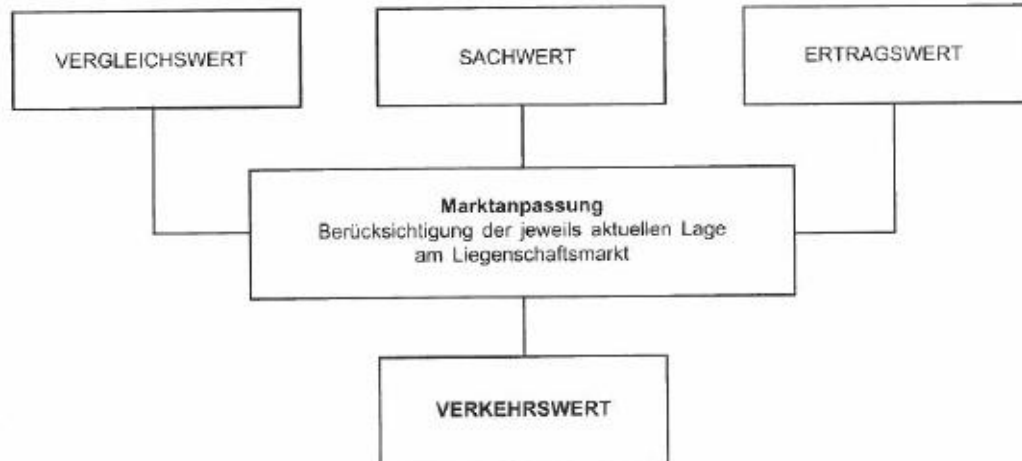 VERGLEICHSWERT
SACHWERT
ERTRAGSWERT
Marktanpassung
Berücksichtigung der jeweils aktuellen Lage
am Liegenschaftsmarkt
VERKEHRSWERT